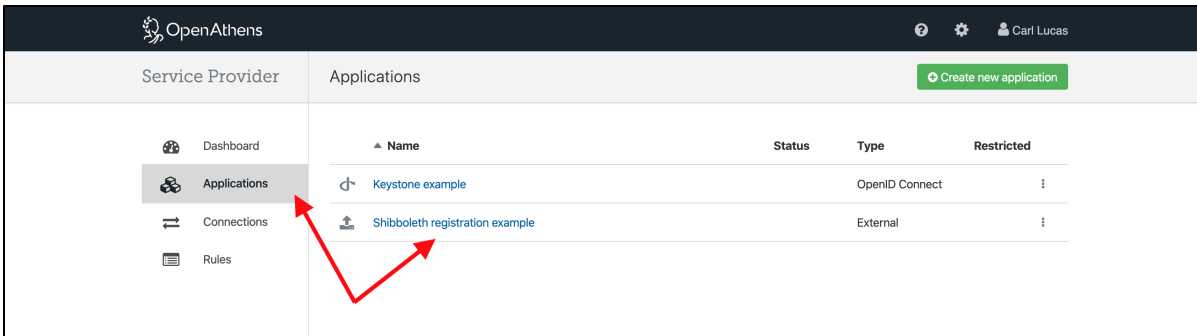 OpenAthens
Carl Lucas
Service Provider
Applications
Create new application
Dashboard
Applications
Connections
Rules
Name Status Type Restricted
Keystone example OpenID Connect
Shibboleth registration example External